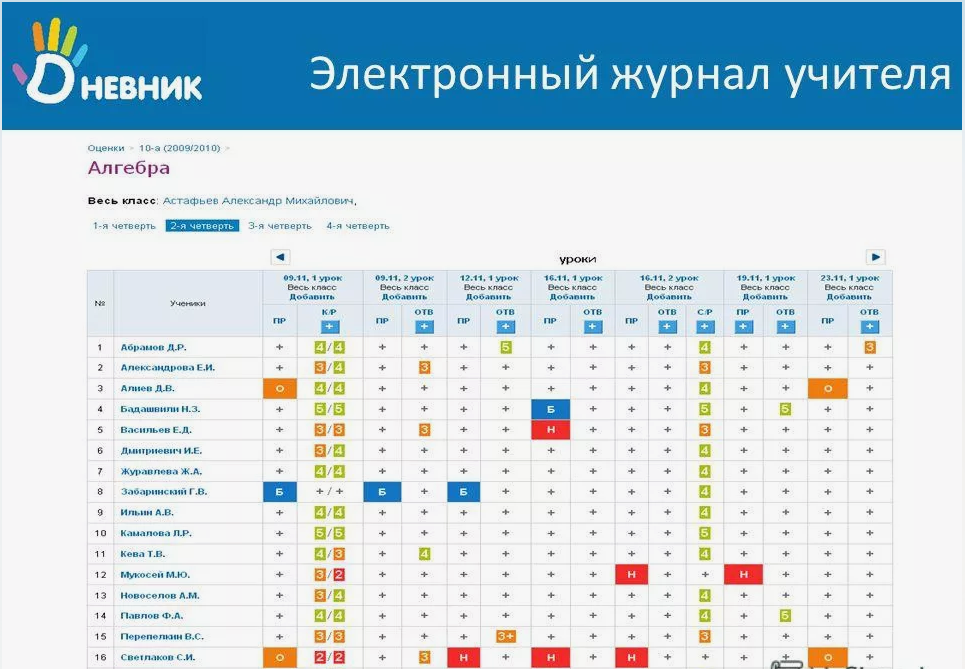 Дневник
Электронный журнал учителя
Оценки > 10-а (2009/2010) >
Алгебра
Весь класс: Астафьев Александр Михайлович,
1-я четверть 2-я четверть 3-я четверть 4-я четверть
уроки
№ Ученики 09.11, 1 урок 09.11, 2 урок 12.11, 1 урок 16.11, 1 урок 16.11, 2 урок 19.11, 1 урок 23.11, 1 урок
Весь класс Весь класс Весь класс Весь класс Весь класс Весь класс Весь класс
Добавить Добавить Добавить Добавить Добавить Добавить Добавить
ПР К/Р ПР ОТВ ПР ОТВ ПР ОТВ ПР ОТВ С/Р ПР ОТВ ПР ОТВ
+ + + + + + + + +
1 Абрамов Д.Р. + 4/4 + + + 5 + + + + 4 + + + 3
2 Александрова Е.И. + 3/4 + 3 + + + + + + 3 + + + +
3 Алиев Д.В. О 4/4 + + + + + + + + 4 + + О +
4 Бадашвили Н.З. + 5/5 + + + + Б + + + 5 + 5 + +
5 Васильев Е.Д. + 3/3 + 3 + + Н + + + 3 + + + +
6 Дмитриевич И.Е. + 3/4 + + + + + + + + 4 + + + +
7 Журавлева Ж.А. + 4/4 + + + + + + + + 4 + + + +
8 Забаринский Г.В. Б +/+ Б + Б + + + + + 4 + + + +
9 Ильин А.В. + 4/4 + + + + + + + + 4 + + + +
10 Камалова Л.Р. + 5/5 + + + + + + + + 5 + + + +
11 Кева Т.В. + 4/3 + 4 + + + + + + 4 + + + +
12 Мукосей М.Ю. + 3/2 + + + + + + Н + + Н + + +
13 Новоселов А.М. + 3/4 + + + + + + + + 4 + + + +
14 Павлов Ф.А. + 4/4 + + + + + + + + 4 + 5 + +
15 Перепелкин В.С. + 3/3 + + + 3+ + + + + 3 + + + +
16 Светлаков С.И. О 2/2 + 3 Н + Н + Н + + + + О +